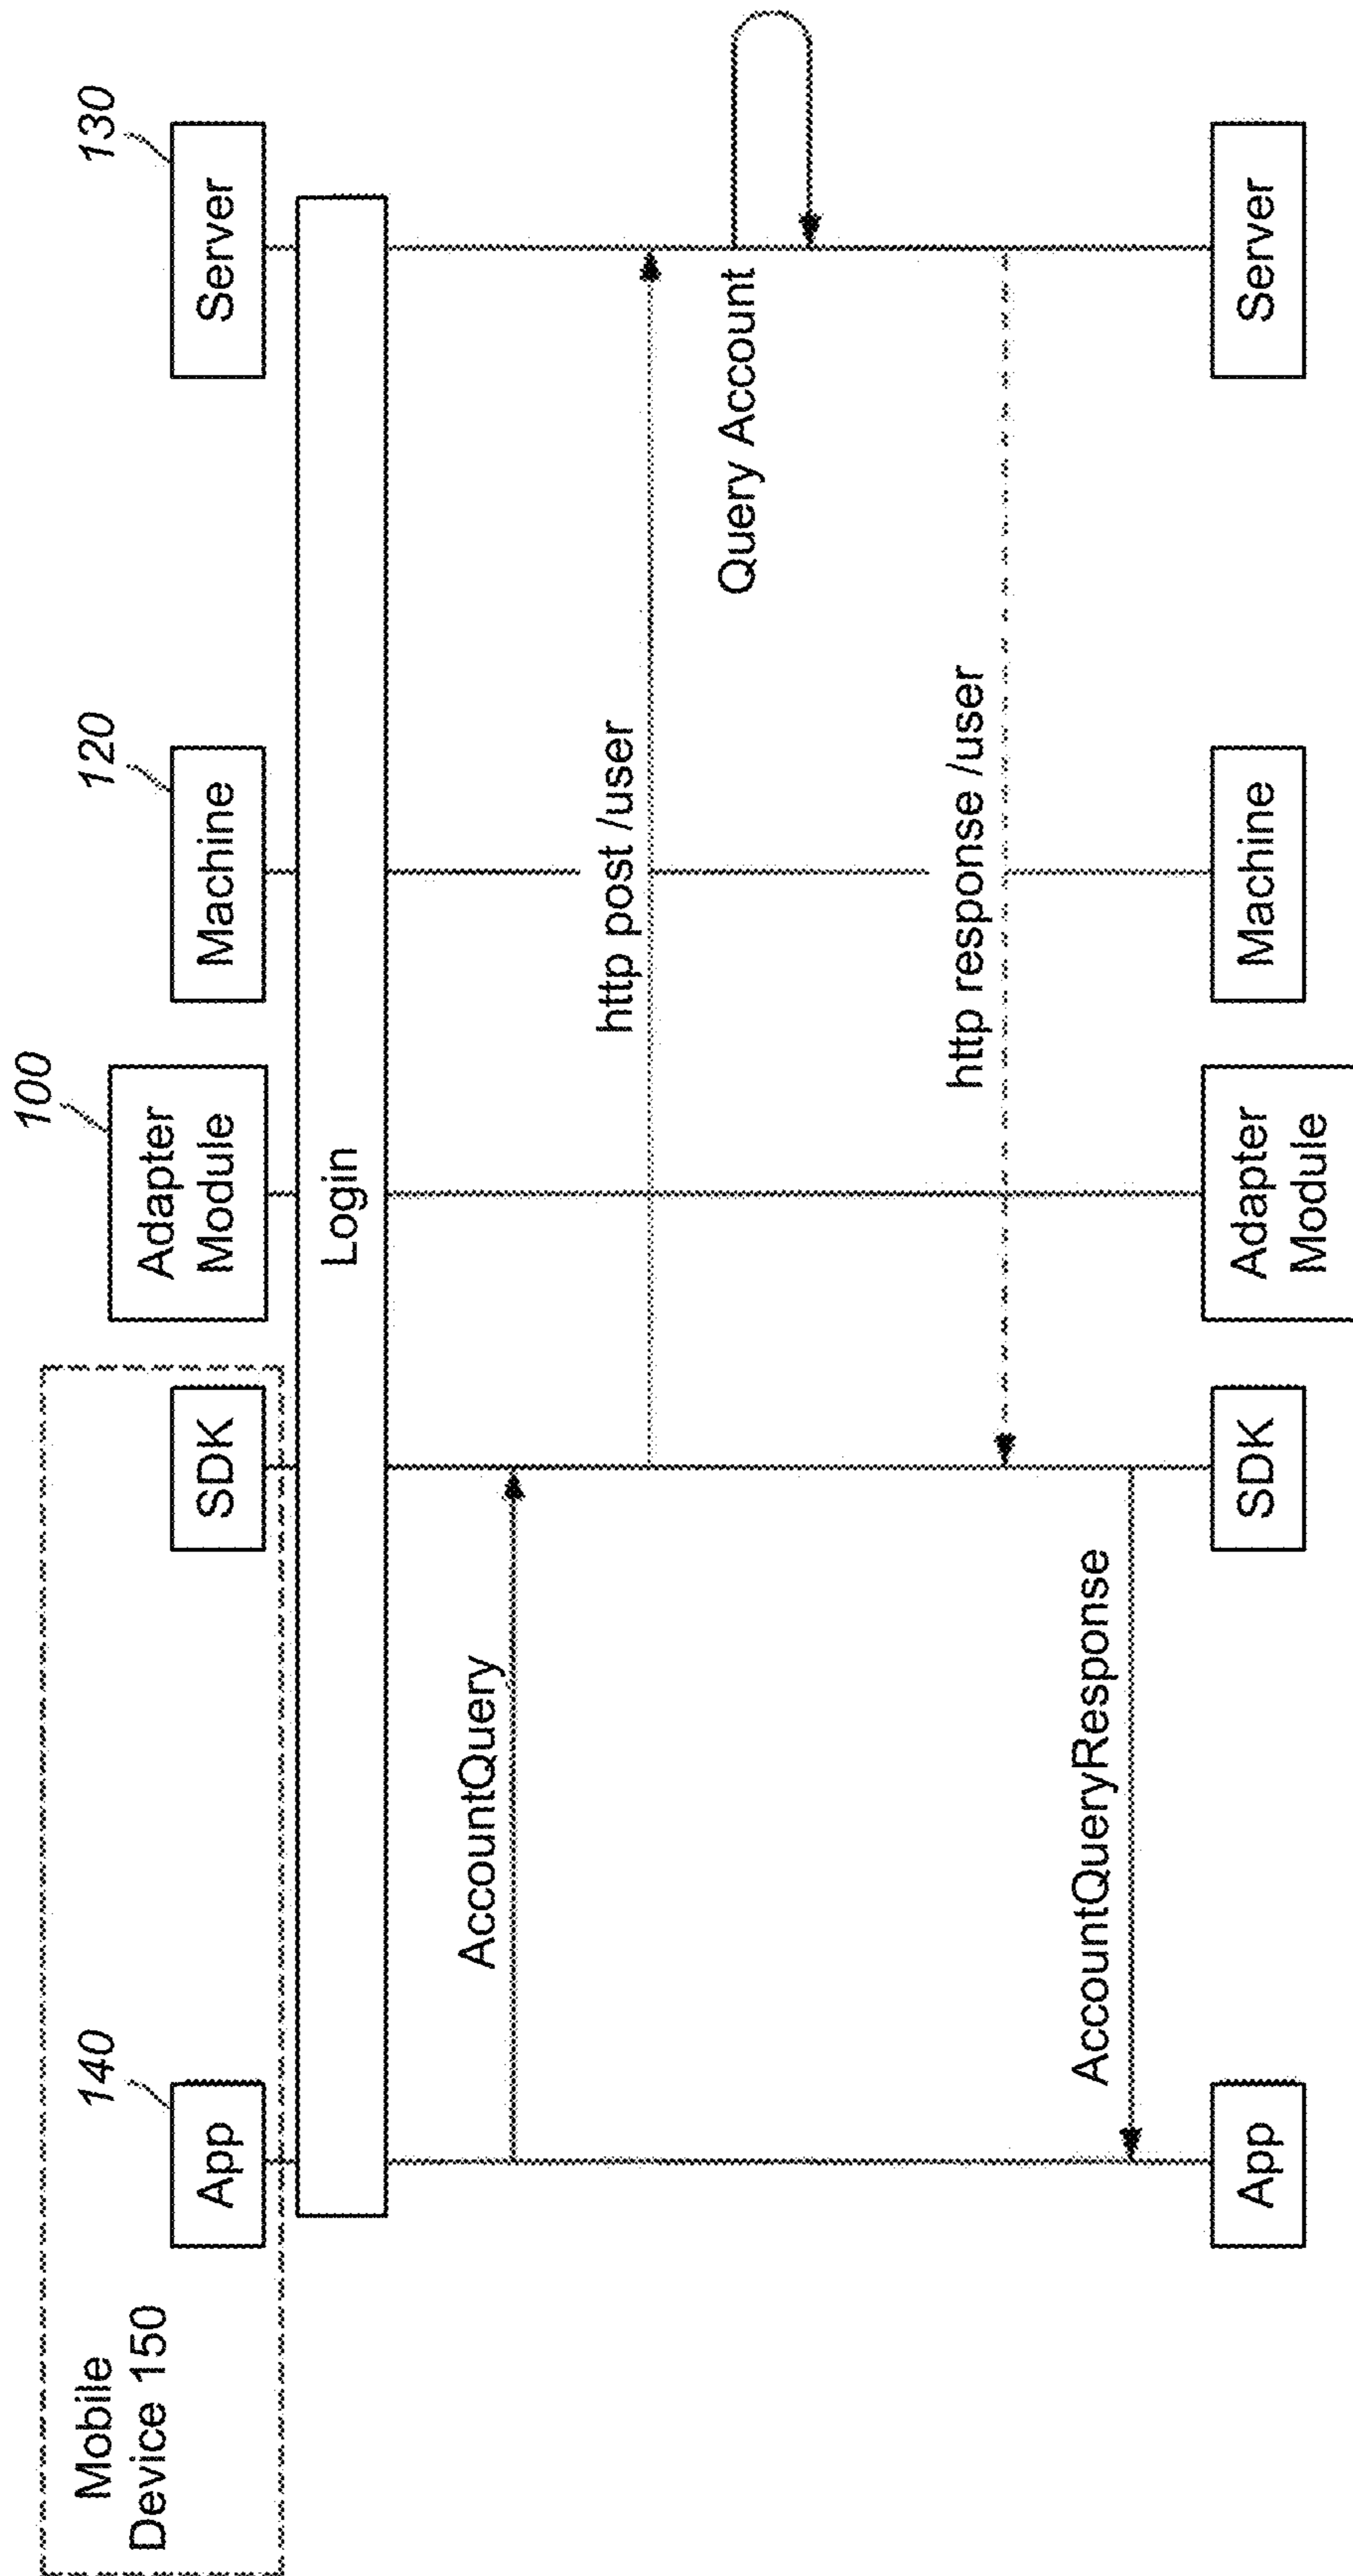 Mobile
Device 150
140
App
SDK
100
Adapter
Module
120
Machine
130
Server
Login
AccountQuery
http post /user
Query Account
http response /user
AccountQueryResponse
App
SDK
Adapter
Module
Machine
Server